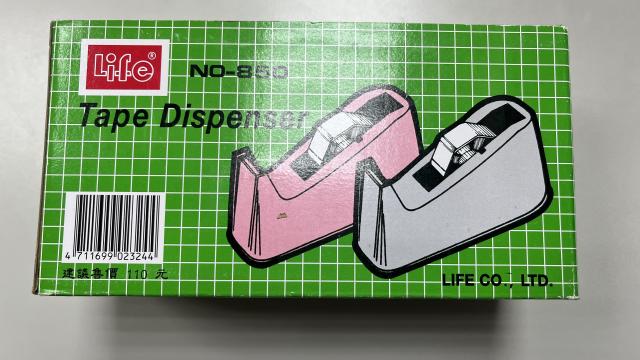 Life®
NO-850
Tape Dispenser
4 711699 023244
建議售價 110 元
LIFE CO., LTD.